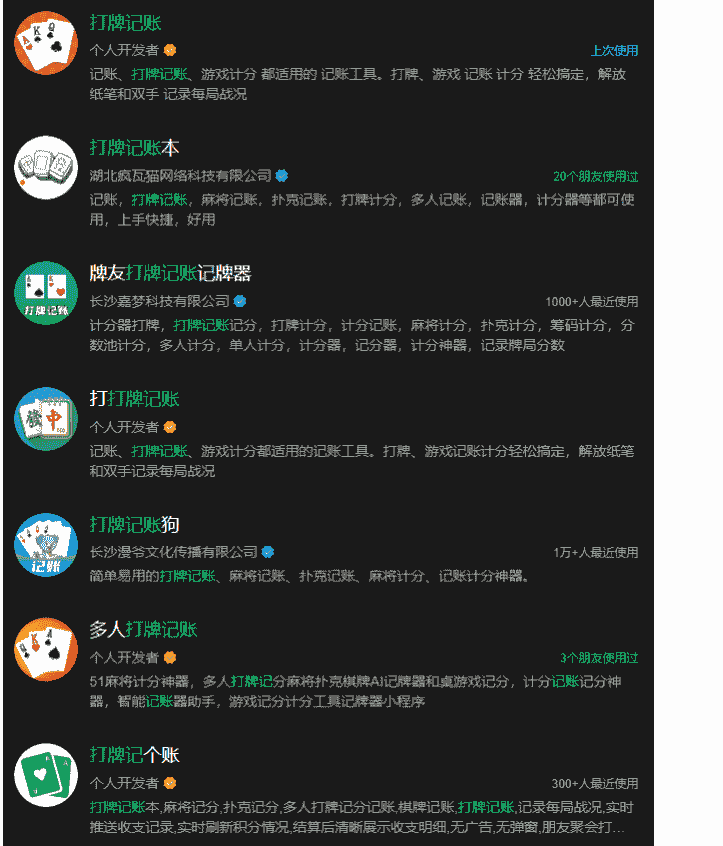 打牌记账
个人开发者
上次使用
记账、打牌记账、游戏计分 都适用的 记账工具。打牌、游戏 记账 计分 轻松搞定，解放
纸笔和双手 记录每局战况
打牌记账本
湖北疯瓦猫网络科技有限公司
20个朋友使用过
记账，打牌记账，麻将记账，扑克记账，打牌计分，多人记账，记账器，计分器等都可使
用，上手快捷，好用
牌友打牌记账记牌器
长沙嘉梦科技有限公司
1000+人最近使用
计分器打牌，打牌记账记分，打牌计分，计分记账，麻将计分，扑克计分，筹码计分，分
数池计分，多人计分，单人计分，计分器，记分器，计分神器，记录牌局分数
打牌记账
打打牌记账
个人开发者
记账、打牌记账、游戏计分都适用的记账工具。打牌、游戏记账计分轻松搞定，解放纸笔
和双手记录每局战况
打牌记账狗
长沙漫爷文化传播有限公司
1万+人最近使用
简单易用的打牌记账、麻将记账、扑克记账、麻将计分、记账计分神器。
记账
多人打牌记账
个人开发者
3个朋友使用过
51麻将计分神器，多人打牌记分麻将扑克棋牌AI记牌器和桌游戏记分，计分记账记分神
器，智能记账器助手，游戏记分计分工具记牌器小程序
打牌记个账
个人开发者
300+人最近使用
打牌记账本,麻将记分,扑克记分,多人打牌记分记账,棋牌记账,打牌记账,记录每局战况,实时
推送收支记录,实时刷新积分情况,结算后清晰展示收支明细,无广告,无弹窗,朋友聚会打...